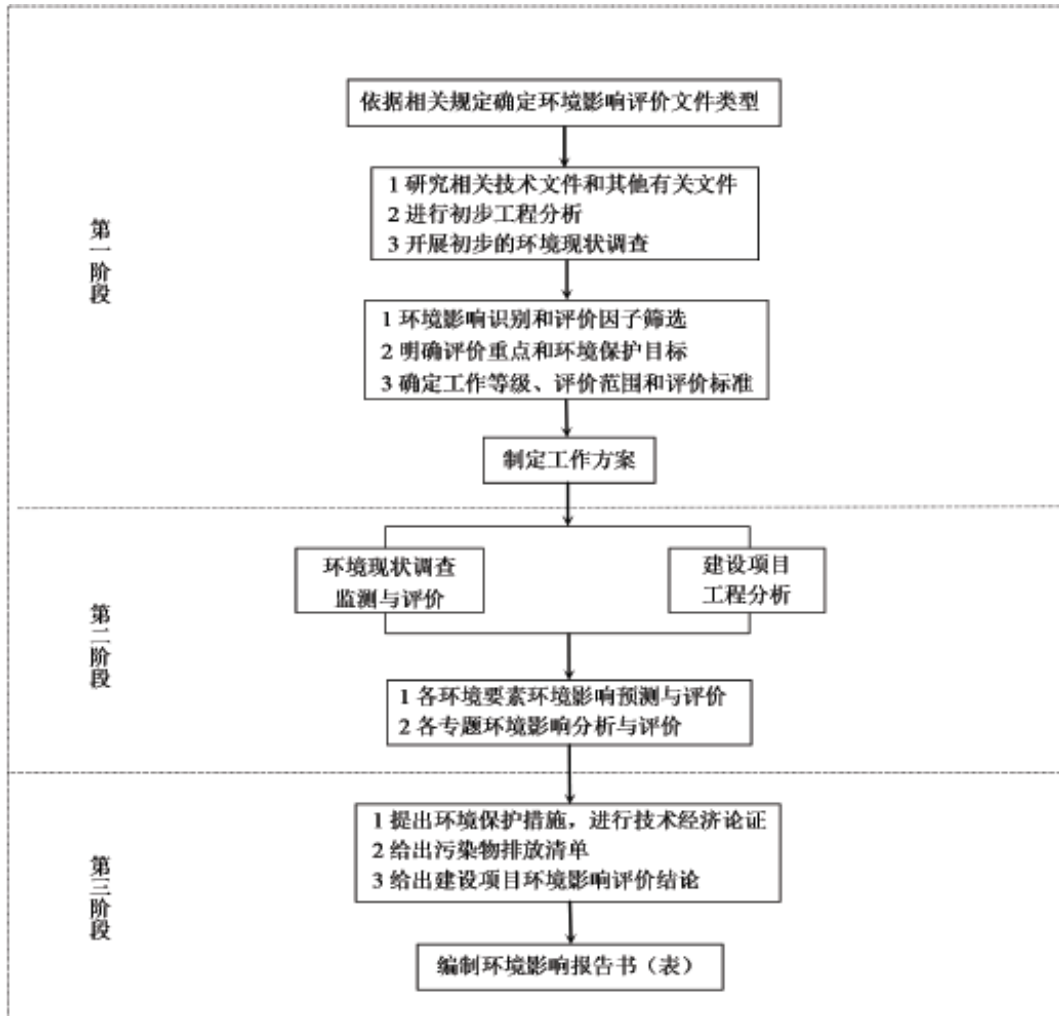 依据相关规定确定环境影响评价文件类型
1 研究相关技术文件和其他有关文件
2 进行初步工程分析
3 开展初步的环境现状调查
第一阶段
1 环境影响识别和评价因子筛选
2 明确评价重点和环境保护目标
3 确定工作等级、评价范围和评价标准
制定工作方案
环境现状调查
监测与评价
建设项目
工程分析
第二阶段
1 各环境要素环境影响预测与评价
2 各专题环境影响分析与评价
1 提出环境保护措施，进行技术经济论证
2 给出污染物排放清单
3 给出建设项目环境影响评价结论
第三阶段
编制环境影响报告书（表）